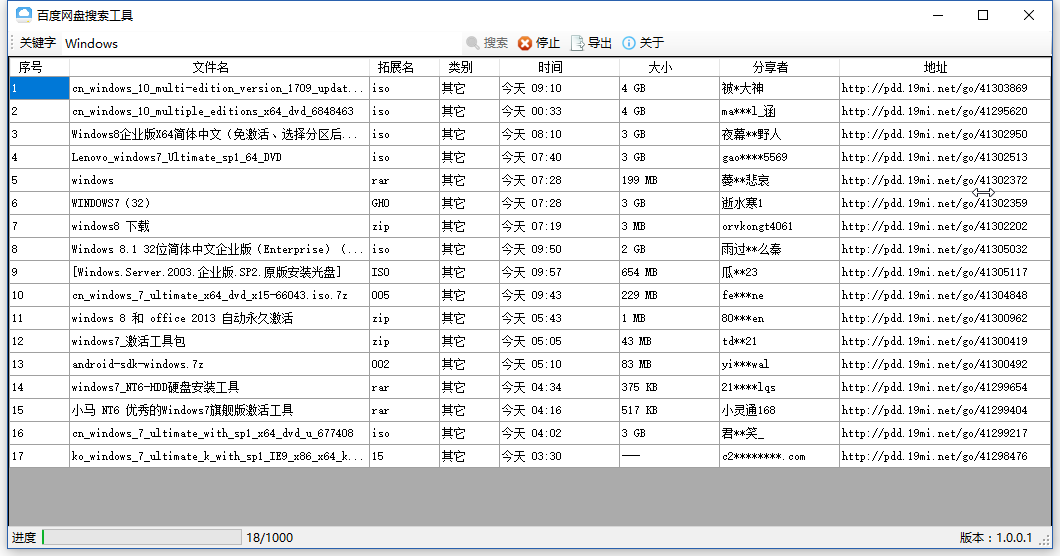 百度网盘搜索工具
关键字 Windows 搜索 停止 导出 关于
序号 文件名 拓展名 类别 时间 大小 分享者 地址
1 cn_windows_10_multi-edition_version_1709_updat... iso 其它 今天 09:10 4 GB 被*大神 http://pdd.19mi.net/go/41303869
2 cn_windows_10_multiple_editions_x64_dvd_6848463 iso 其它 今天 00:33 4 GB ma***l_涵 http://pdd.19mi.net/go/41295620
3 Windows8企业版X64简体中文（免激活、选择分区后... iso 其它 今天 08:10 3 GB 夜幕**野人 http://pdd.19mi.net/go/41302950
4 Lenovo_windows7_Ultimate_sp1_64_DVD iso 其它 今天 07:40 3 GB gao****5569 http://pdd.19mi.net/go/41302513
5 windows rar 其它 今天 07:28 199 MB **悲哀 http://pdd.19mi.net/go/41302372
6 WINDOWS7（32） GHO 其它 今天 07:28 3 GB 逝水寒1 http://pdd.19mi.net/go/41302359
7 windows8 下载 zip 其它 今天 07:19 3 MB orvkongt4061 http://pdd.19mi.net/go/41302202
8 Windows 8.1 32位简体中文企业版（Enterprise）（... iso 其它 今天 09:50 2 GB 雨过**么秦 http://pdd.19mi.net/go/41305032
9 [Windows.Server.2003.企业版.SP2.原版安装光盘] ISO 其它 今天 09:57 654 MB 瓜**23 http://pdd.19mi.net/go/41305117
10 cn_windows_7_ultimate_x64_dvd_x15-66043.iso.7z 005 其它 今天 09:43 229 MB fe***ne http://pdd.19mi.net/go/41304848
11 windows 8 和 office 2013 自动永久激活 zip 其它 今天 05:43 1 MB 80***en http://pdd.19mi.net/go/41300962
12 windows7_激活工具包 zip 其它 今天 05:05 43 MB td**21 http://pdd.19mi.net/go/41300419
13 android-sdk-windows.7z 002 其它 今天 05:10 83 MB yi***wal http://pdd.19mi.net/go/41300492
14 windows7_NT6-HDD硬盘安装工具 rar 其它 今天 04:34 375 KB 21****lqs http://pdd.19mi.net/go/41299654
15 小马 NT6 优秀的Windows7旗舰版激活工具 rar 其它 今天 04:16 517 KB 小灵通168 http://pdd.19mi.net/go/41299404
16 cn_windows_7_ultimate_with_sp1_x64_dvd_u_677408 iso 其它 今天 04:02 3 GB 君**笑_ http://pdd.19mi.net/go/41299217
17 ko_windows_7_ultimate_k_with_sp1_IE9_x86_x64_k... 15 其它 今天 03:30 —— c2********.com http://pdd.19mi.net/go/41298476
进度 18/1000 版本：1.0.0.1